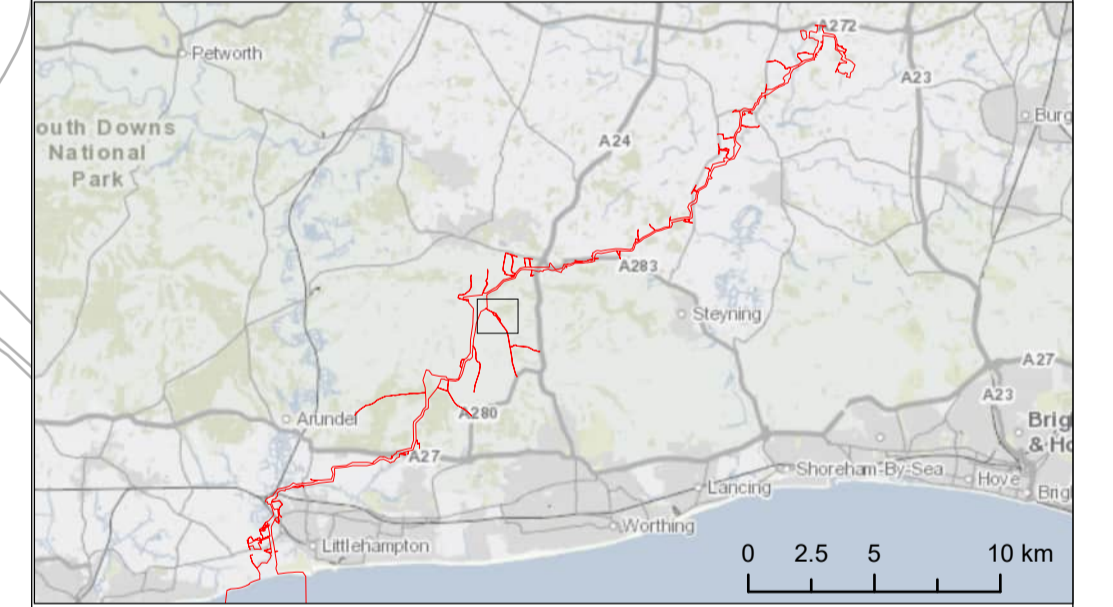 A272
Petworth
A23
Burg
outh Downs
National
Park
A24
A283
Steyning
A27
A23
Arundel
A280
Brig
& Ho
A27
Shoreham-By-Sea
Hove
Lancing
Brig
Worthing
Littlehampton
0 2.5 5 10 km